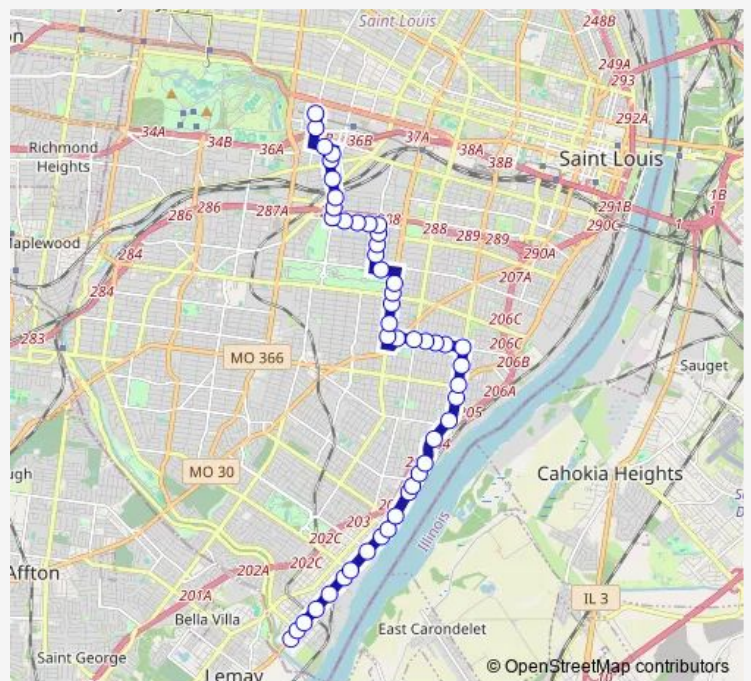 Saint Louis
248B
249A
293
292A
34A
34B
36A
36B
37A
38A
38B
Richmond
Heights
Saint Louis
1B
1
291B
290C
286
286
287A
288
289
289
290A
Maplewood
284
207A
284
206C
283
MO 366
206C
206B
Sauget
206A
205
MO 30
Cahokia Heights
203
202C
Illinois
202C
Affton
202A
201A
IL 3
Bella Villa
East Carondelet
Saint George
Lemay
© OpenStreetMap contributors